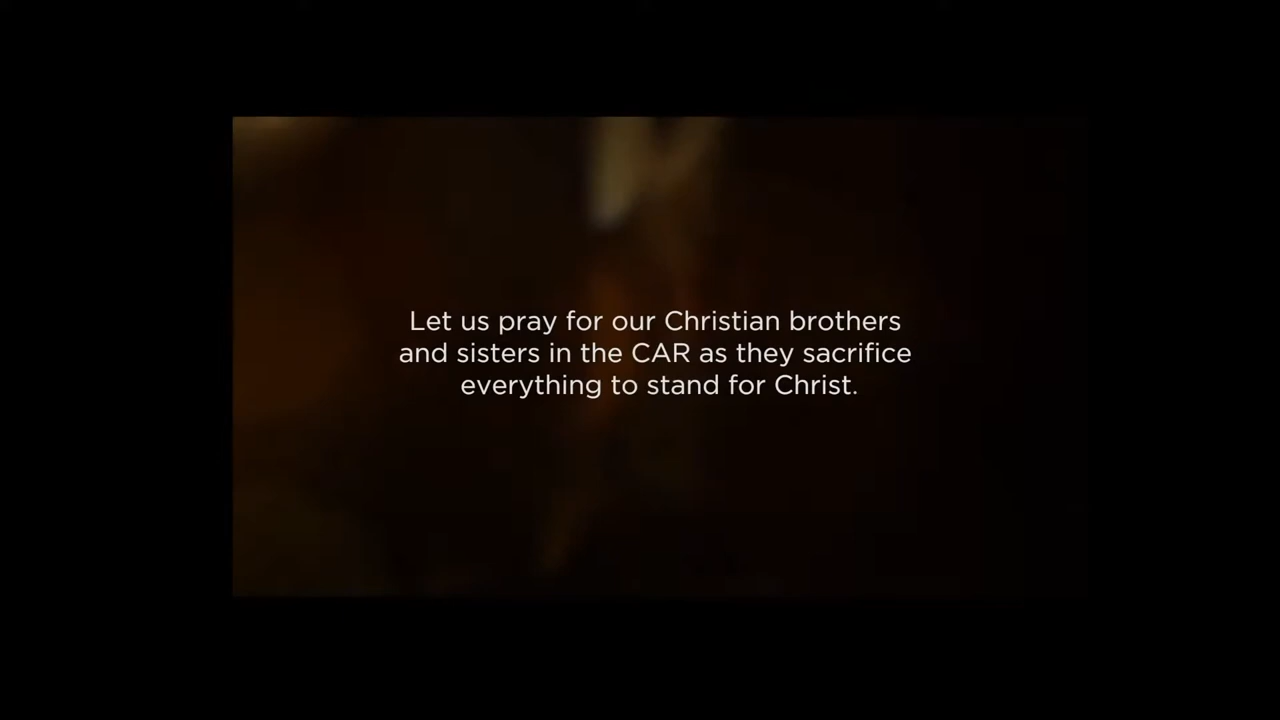 Let us pray for our Christian brothers
and sisters in the CAR as they sacrifice
everything to stand for Christ.